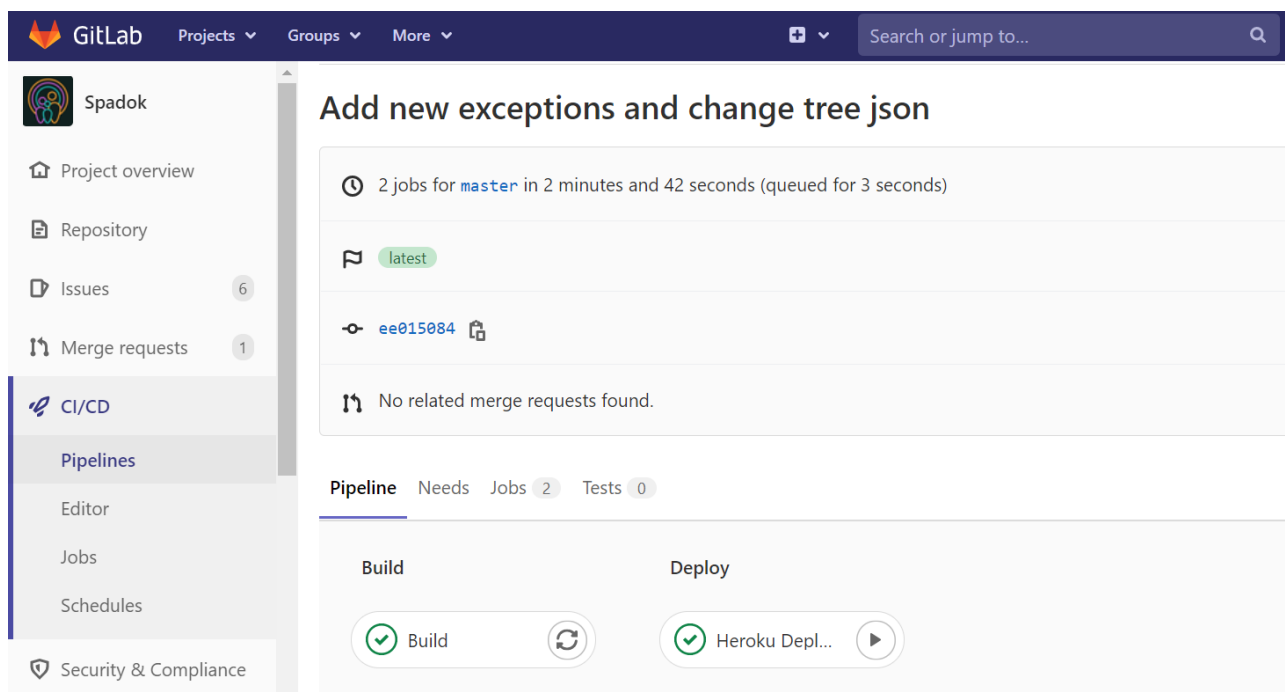 GitLab Projects Groups More Search or jump to...
Spadok
Project overview
Repository
Issues 6
Merge requests 1
CI/CD
Pipelines
Editor
Jobs
Schedules
Security & Compliance
Add new exceptions and change tree json
2 jobs for master in 2 minutes and 42 seconds (queued for 3 seconds)
latest
ee015084
No related merge requests found.
Pipeline Needs Jobs 2 Tests 0
Build Deploy
Build Heroku Depl...